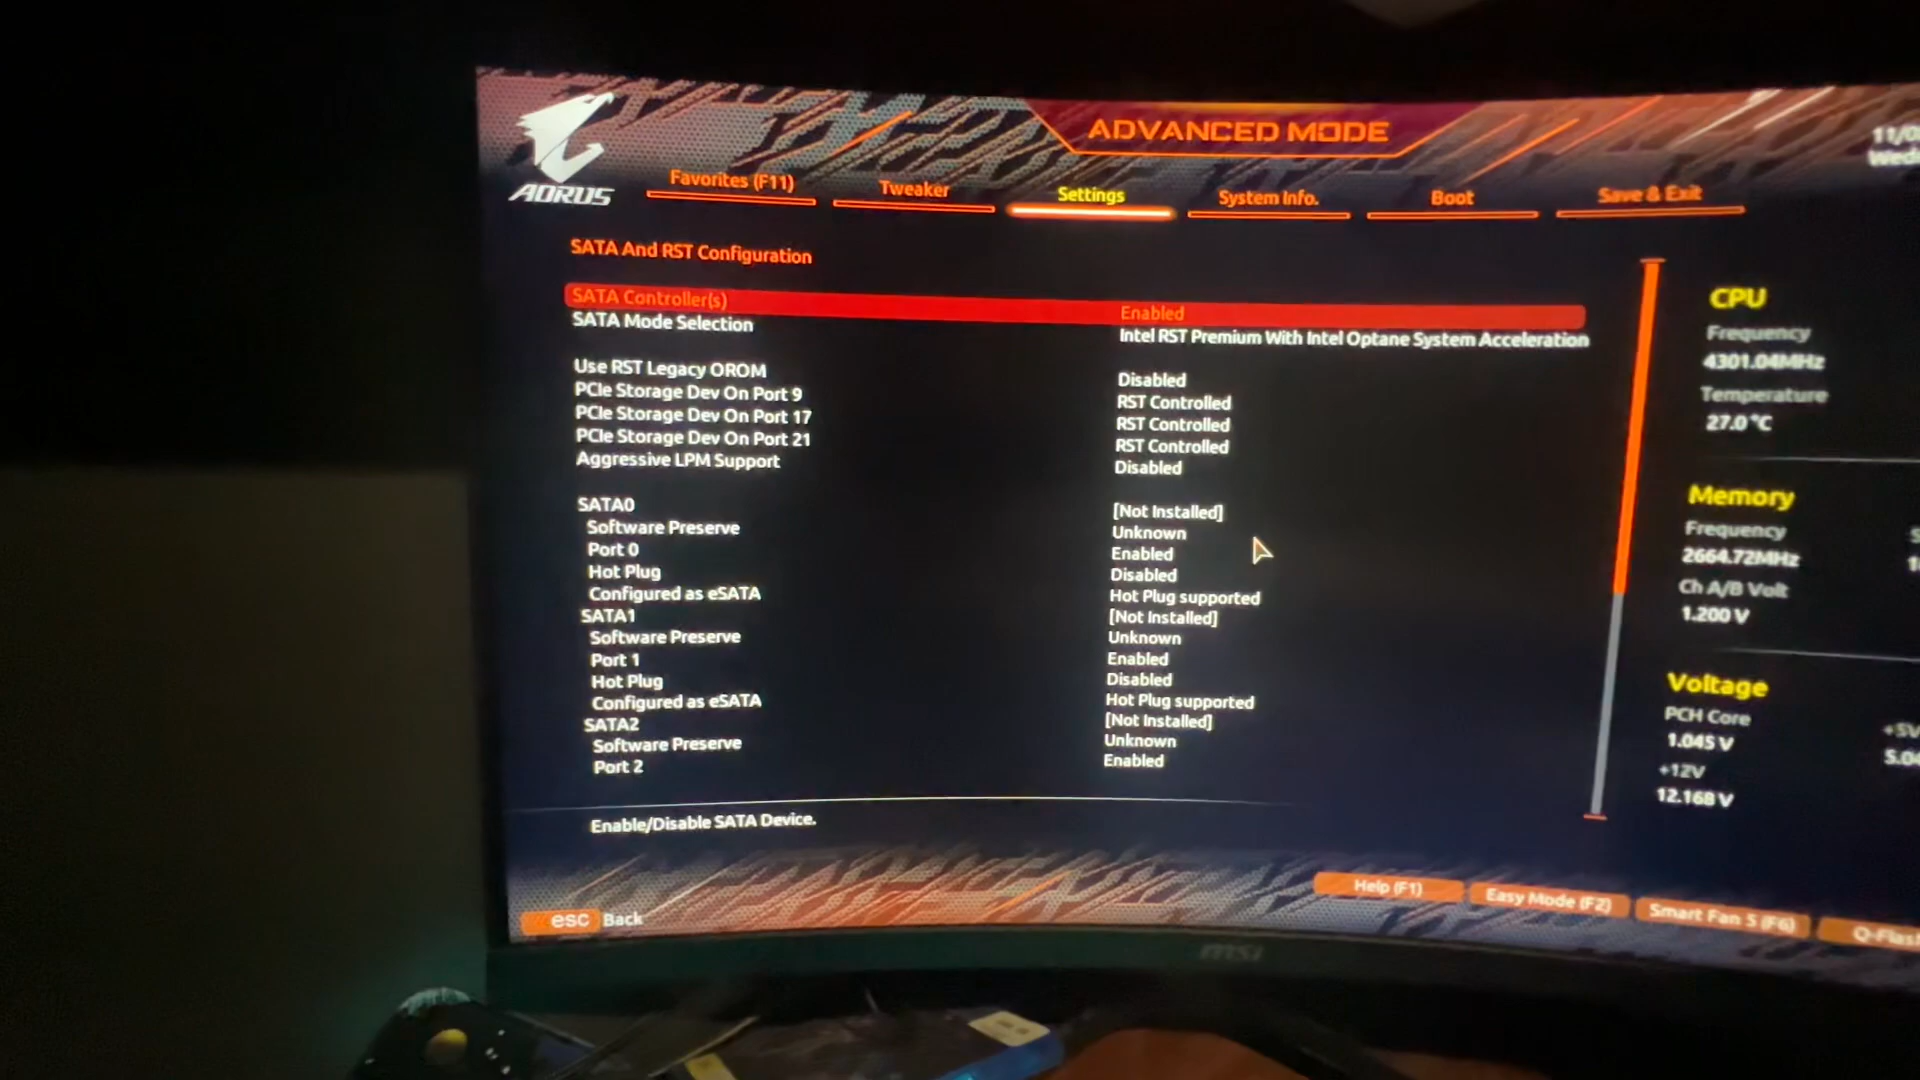 ADVANCED MODE
AORUS
Favorites (F11)
Tweaker
Settings
System Info.
Boot
Save & Exit
SATA And RST Configuration
SATA Controller(s) Enabled
SATA Mode Selection Intel RST Premium With Intel Optane System Acceleration
Use RST Legacy OROM Disabled
PCIe Storage Dev On Port 9 RST Controlled
PCIe Storage Dev On Port 17 RST Controlled
PCIe Storage Dev On Port 21 RST Controlled
Aggressive LPM Support Disabled
SATA0 [Not Installed]
Software Preserve Unknown
Port 0 Enabled
Hot Plug Disabled
Configured as eSATA Hot Plug supported
SATA1 [Not Installed]
Software Preserve Unknown
Port 1 Enabled
Hot Plug Disabled
Configured as eSATA Hot Plug supported
SATA2 [Not Installed]
Software Preserve Unknown
Port 2 Enabled
Enable/Disable SATA Device.
CPU
Frequency
4301.04MHz
Temperature
27.0 °C
Memory
Frequency
2664.72MHz
Ch A/B Volt
1.200 V
Voltage
PCH Core +5V
1.045 V 5.0
+12V
12.168 V
Help (F1)
Easy Mode (F2)
Smart Fan 5 (F6)
Q-Flash
esc Back
msi